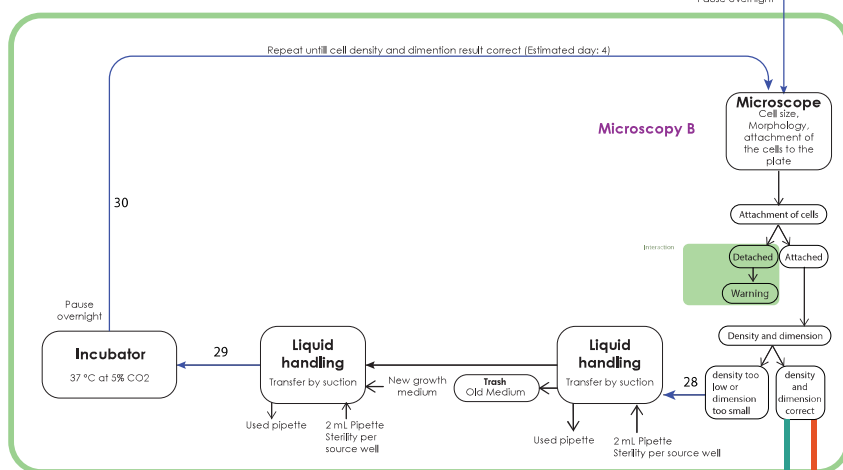 Pause overnight
Repeat untill cell density and dimention result correct (Estimated day: 4)
Microscope
Cell size,
Morphology,
attachment of
the cells to the
plate
Microscopy B
30
Attachment of cells
Interaction
Detached
Attached
Warning
Pause
overnight
Density and dimension
Incubator
37 °C at 5% CO2
29
Liquid
handling
Transfer by suction
New growth
medium
Used pipette
2 mL Pipette
Sterility per
source well
Trash
Old Medium
Liquid
handling
Transfer by suction
Used pipette
2 mL Pipette
Sterility per source well
28
density too
low or
dimension
too small
density
and
dimension
correct